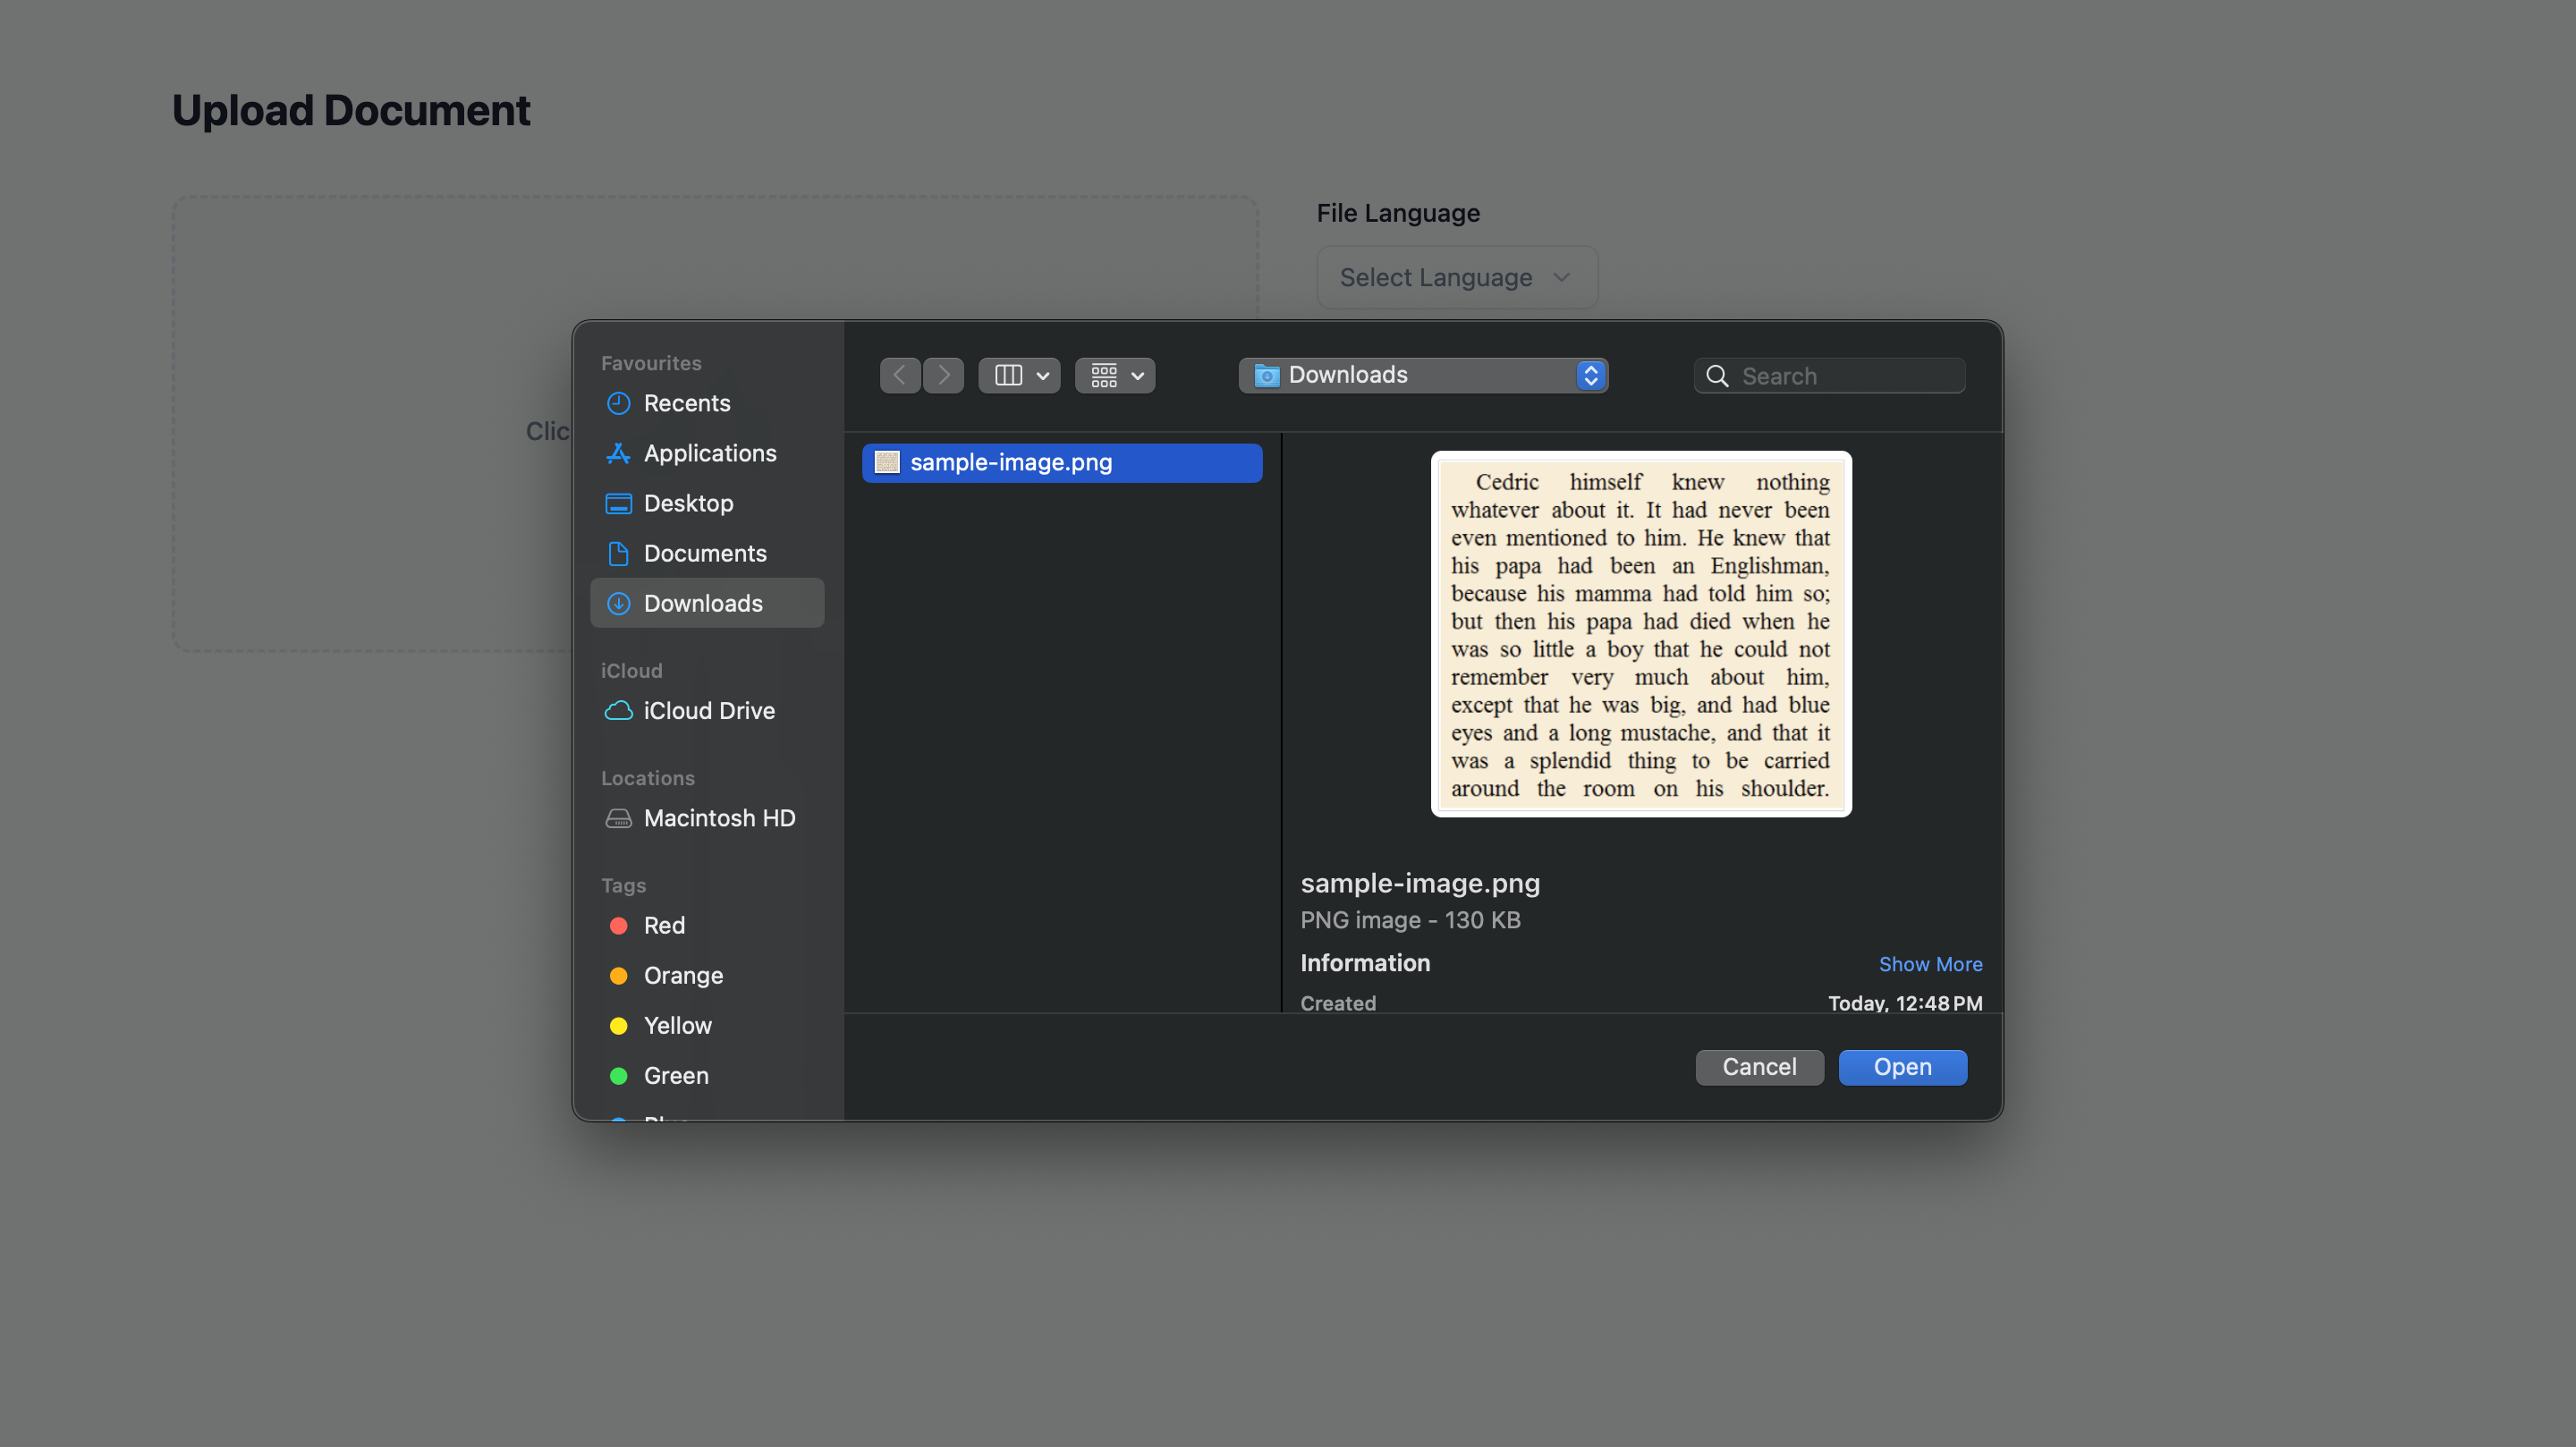 Upload Document
File Language
Select Language
Clic
Favourites
Recents
Applications
Desktop
Documents
Downloads
iCloud
iCloud Drive
Locations
Macintosh HD
Tags
Red
Orange
Yellow
Green
Downloads
Search
sample-image.png
Cedric himself knew nothing
whatever about it. It had never been
even mentioned to him. He knew that
his papa had been an Englishman,
because his mamma had told him so;
but then his papa had died when he
was so little a boy that he could not
remember very much about him,
except that he was big, and had blue
eyes and a long mustache, and that it
was a splendid thing to be carried
around the room on his shoulder.
sample-image.png
PNG image - 130 KB
Information Show More
Created Today, 12:48 PM
Cancel Open